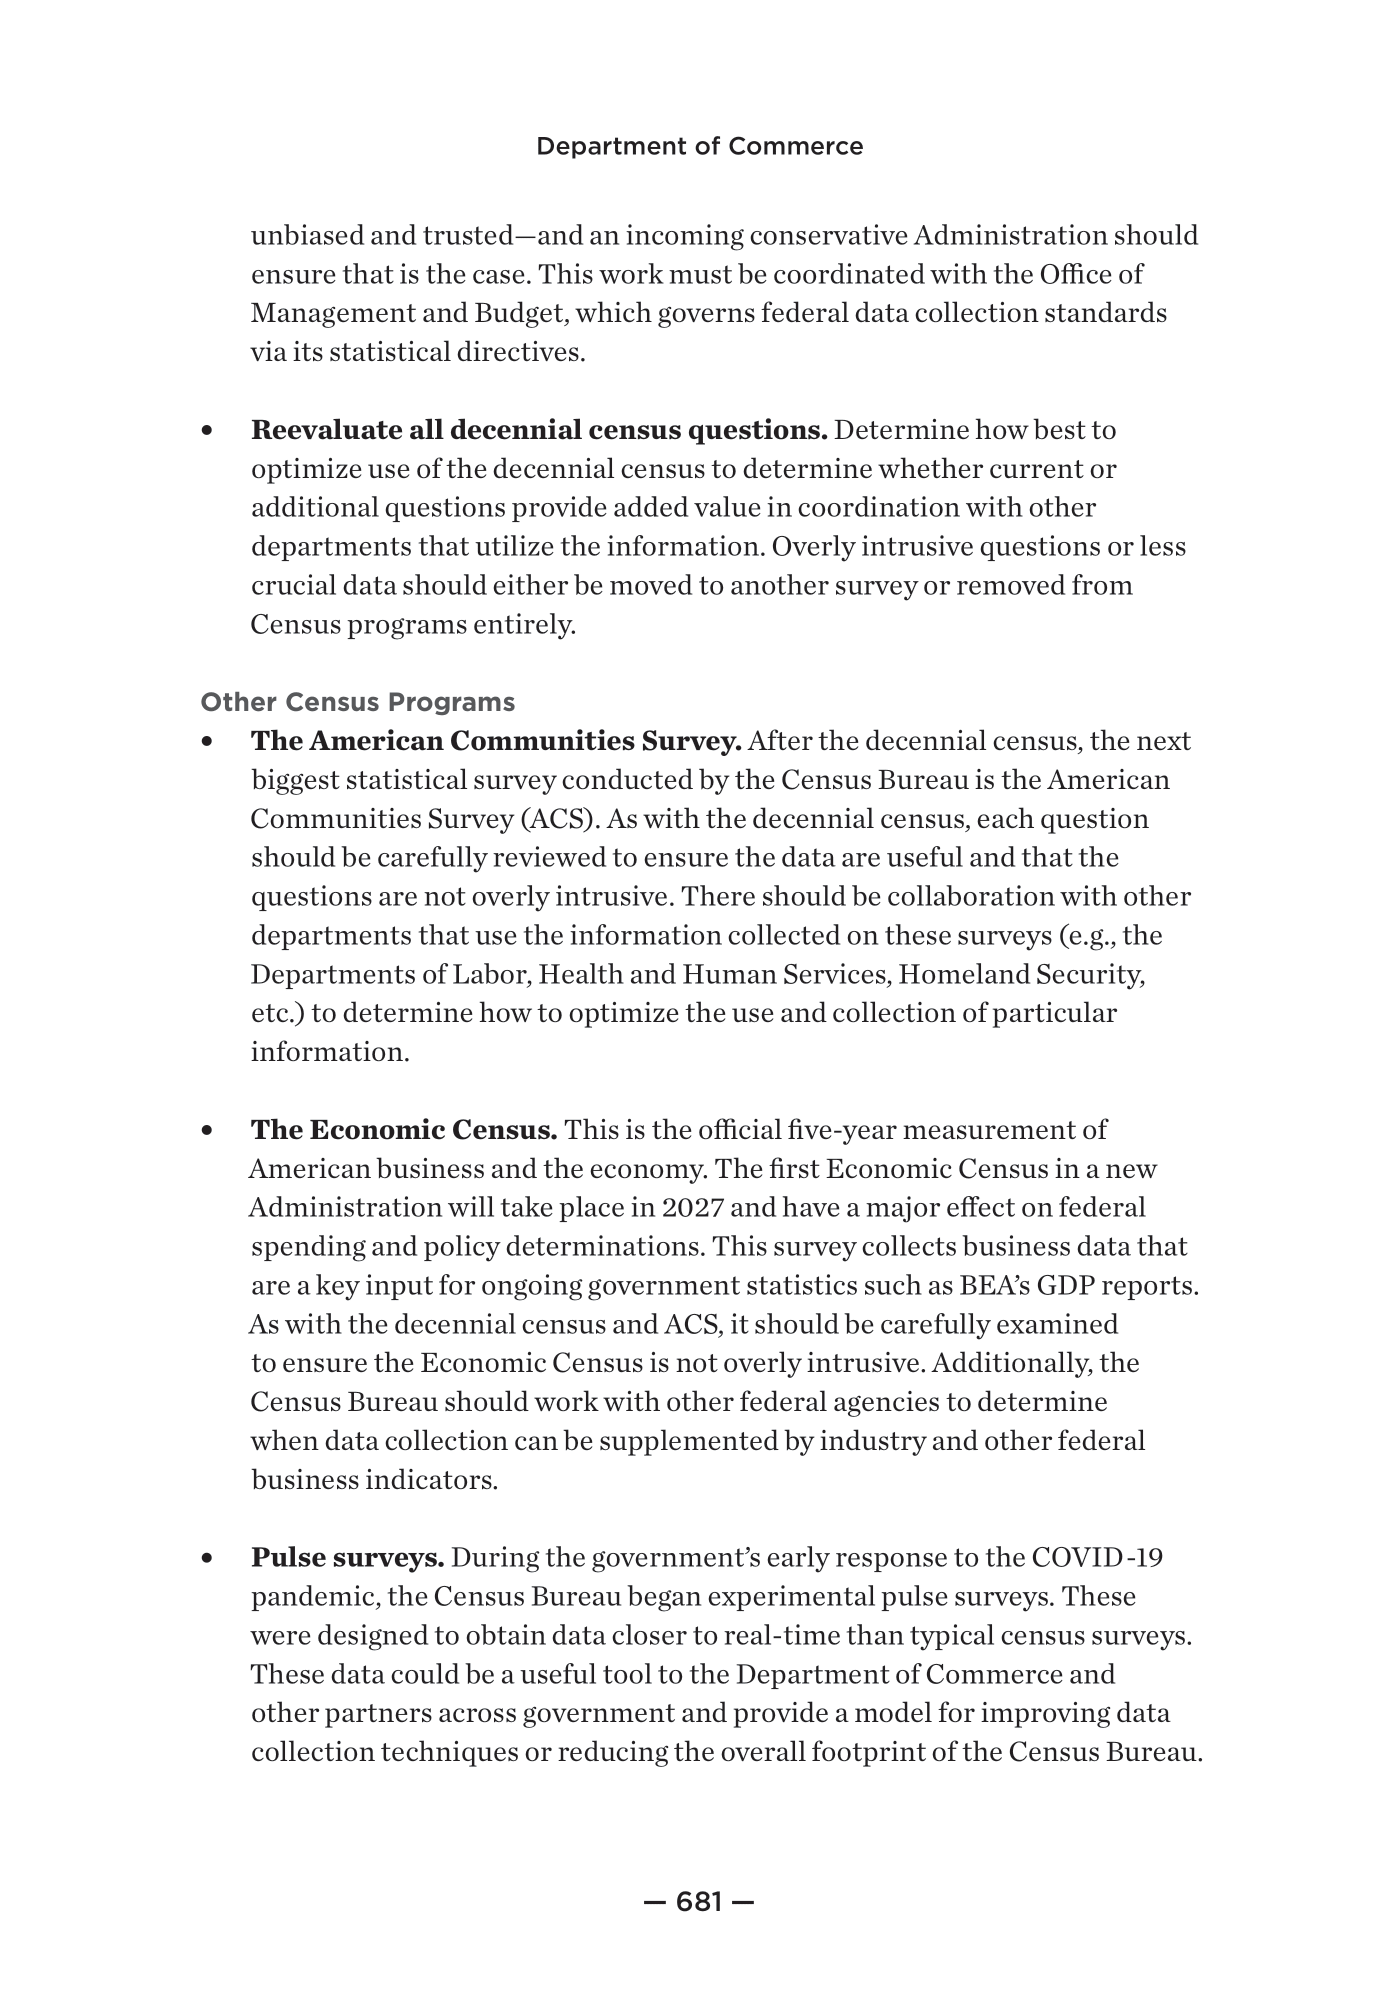 Department of Commerce
unbiased and trusted—and an incoming conservative Administration should
ensure that is the case. This work must be coordinated with the Office of
Management and Budget, which governs federal data collection standards
via its statistical directives.
• Reevaluate all decennial census questions. Determine how best to
optimize use of the decennial census to determine whether current or
additional questions provide added value in coordination with other
departments that utilize the information. Overly intrusive questions or less
crucial data should either be moved to another survey or removed from
Census programs entirely.
Other Census Programs
• The American Communities Survey. After the decennial census, the next
biggest statistical survey conducted by the Census Bureau is the American
Communities Survey (ACS). As with the decennial census, each question
should be carefully reviewed to ensure the data are useful and that the
questions are not overly intrusive. There should be collaboration with other
departments that use the information collected on these surveys (e.g., the
Departments of Labor, Health and Human Services, Homeland Security,
etc.) to determine how to optimize the use and collection of particular
information.
• The Economic Census. This is the official five-year measurement of
American business and the economy. The first Economic Census in a new
Administration will take place in 2027 and have a major effect on federal
spending and policy determinations. This survey collects business data that
are a key input for ongoing government statistics such as BEA’s GDP reports.
As with the decennial census and ACS, it should be carefully examined
to ensure the Economic Census is not overly intrusive. Additionally, the
Census Bureau should work with other federal agencies to determine
when data collection can be supplemented by industry and other federal
business indicators.
• Pulse surveys. During the government’s early response to the COVID-19
pandemic, the Census Bureau began experimental pulse surveys. These
were designed to obtain data closer to real-time than typical census surveys.
These data could be a useful tool to the Department of Commerce and
other partners across government and provide a model for improving data
collection techniques or reducing the overall footprint of the Census Bureau.
— 681 —